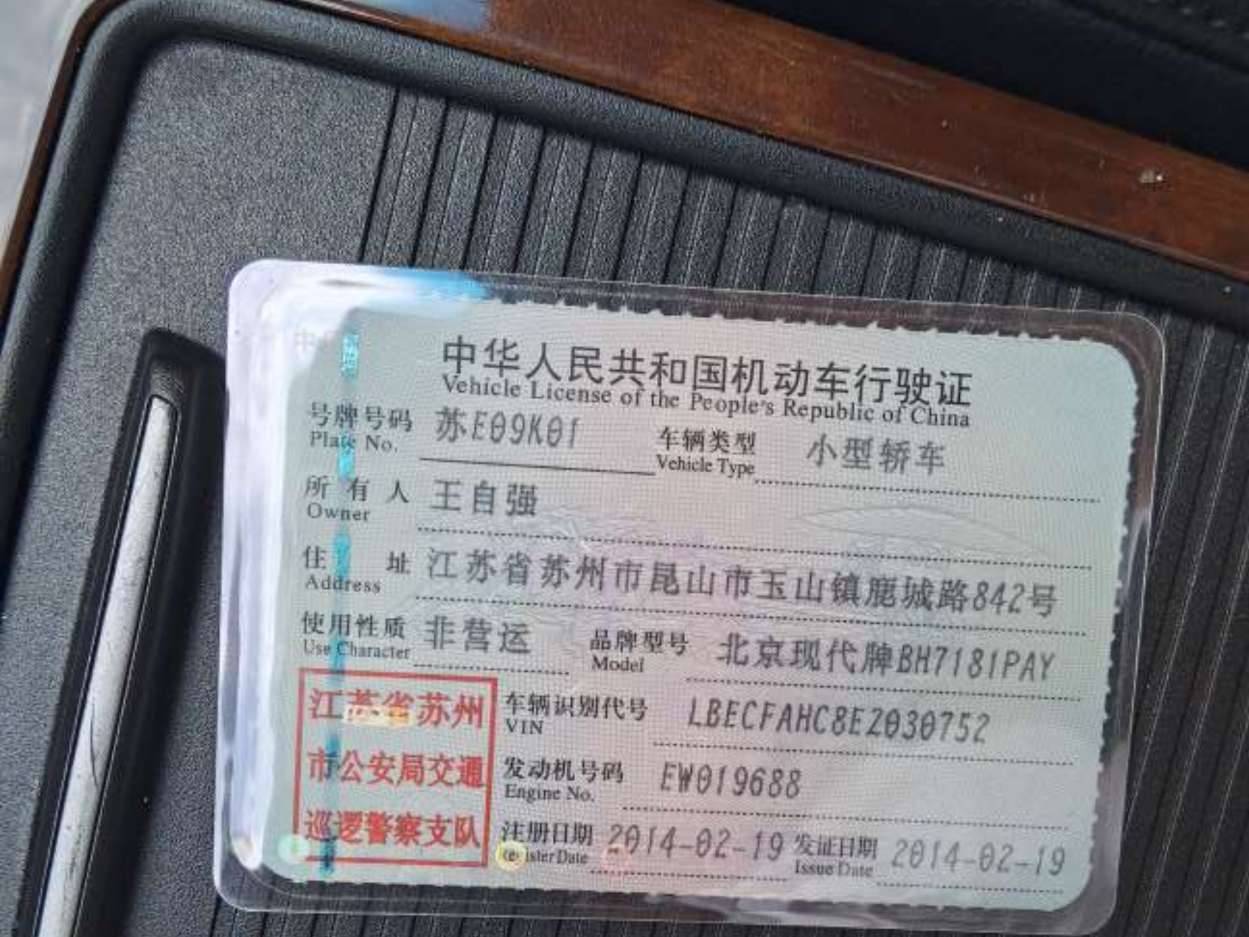 中华人民共和国机动车行驶证
Vehicle License of the People's Republic of China
号牌号码 苏E09K01 车辆类型 小型轿车
Plate No. Vehicle Type
所有人 王自强
Owner
住 址 江苏省苏州市昆山市玉山镇鹿城路842号
Address
使用性质 非营运 品牌型号 北京现代牌BH7181PAY
Use Character Model
江苏省苏州
市公安局交通
巡逻警察支队
车辆识别代号 LBECFAHC8EZ030752
VIN
发动机号码 EW019688
Engine No.
注册日期 2014-02-19 发证日期 2014-02-19
Register Date Issue Date